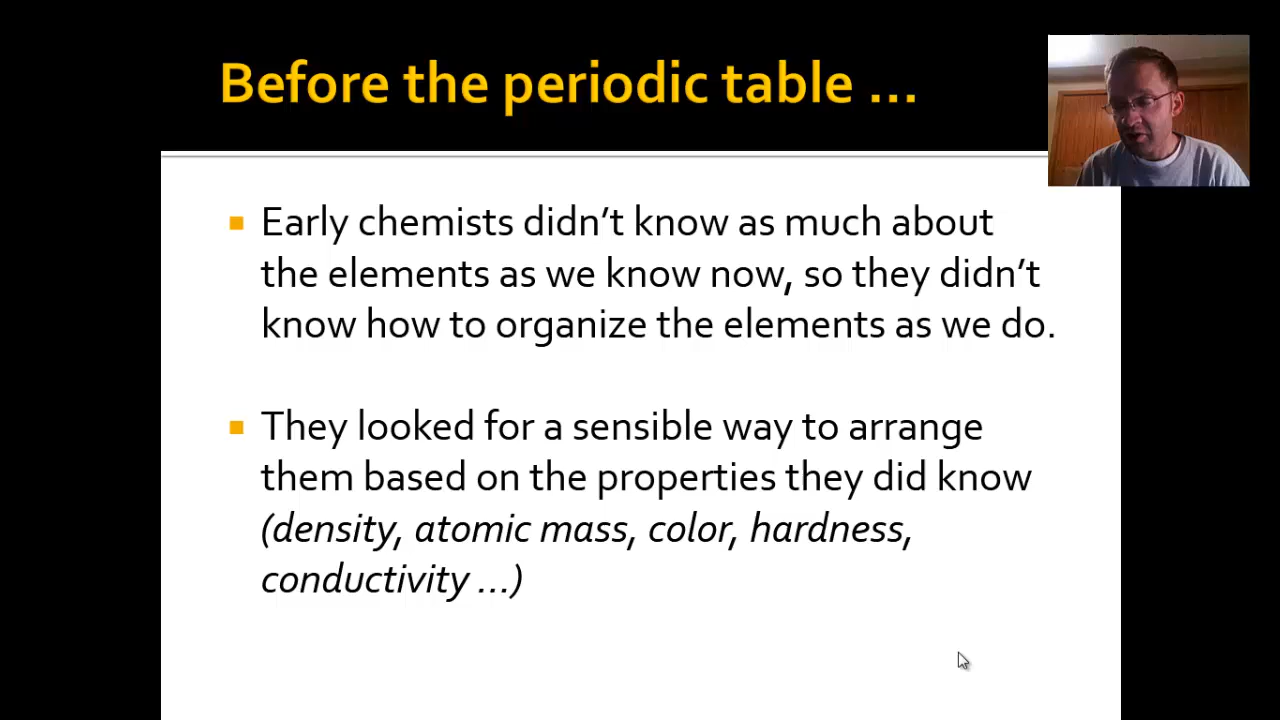 Before the periodic table ...
Early chemists didn’t know as much about
the elements as we know now, so they didn’t
know how to organize the elements as we do.
They looked for a sensible way to arrange
them based on the properties they did know
(density, atomic mass, color, hardness,
conductivity ...)